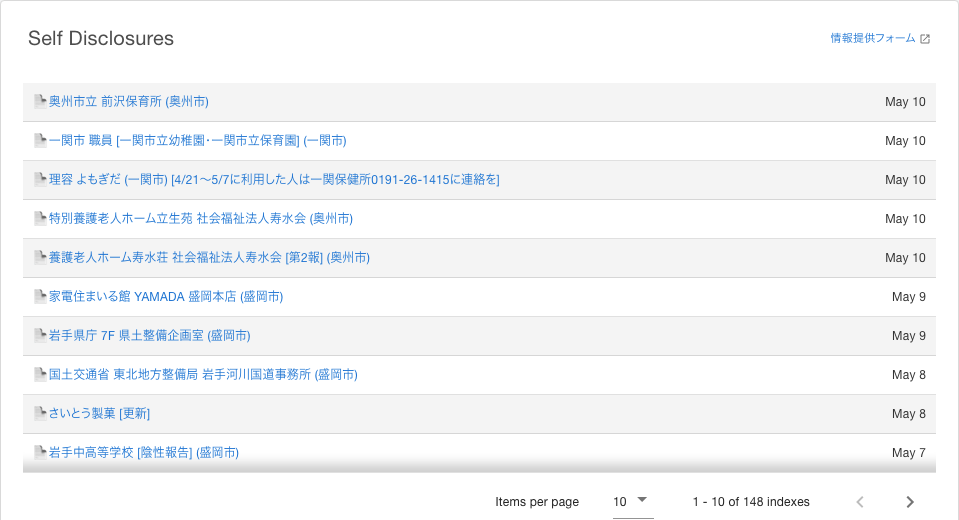 Self Disclosures
情報提供フォーム
奥州市立 前沢保育所 (奥州市) May 10
一関市 職員 [一関市立幼稚園・一関市立保育園] (一関市) May 10
理容 よもぎだ (一関市) [4/21〜5/7に利用した人は一関保健所0191-26-1415に連絡を] May 10
特別養護老人ホーム立生苑 社会福祉法人寿水会 (奥州市) May 10
養護老人ホーム寿水荘 社会福祉法人寿水会 [第2報] (奥州市) May 10
家電住まいる館 YAMADA 盛岡本店 (盛岡市) May 9
岩手県庁 7F 県土整備企画室 (盛岡市) May 9
国土交通省 東北地方整備局 岩手河川国道事務所 (盛岡市) May 8
さいとう製菓 [更新] May 8
岩手中高等学校 [陰性報告] (盛岡市) May 7
Items per page 10 1 - 10 of 148 indexes